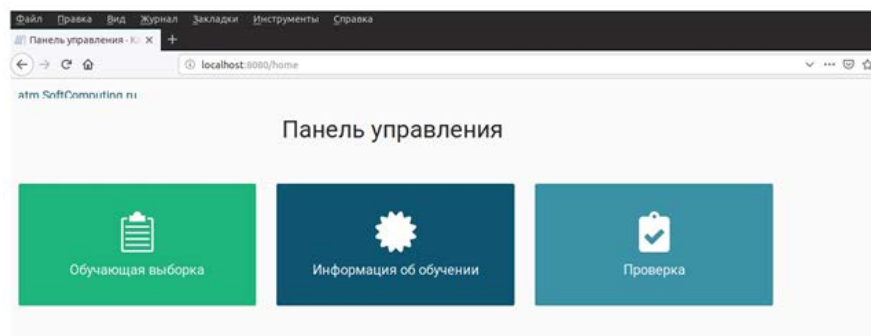 Файл Правка Вид Журнал Закладки Инструменты Справка
Панель управления - К
localhost:8080/home
atm.SoftComputing.ru
Панель управления
Обучающая выборка Информация об обучении Проверка